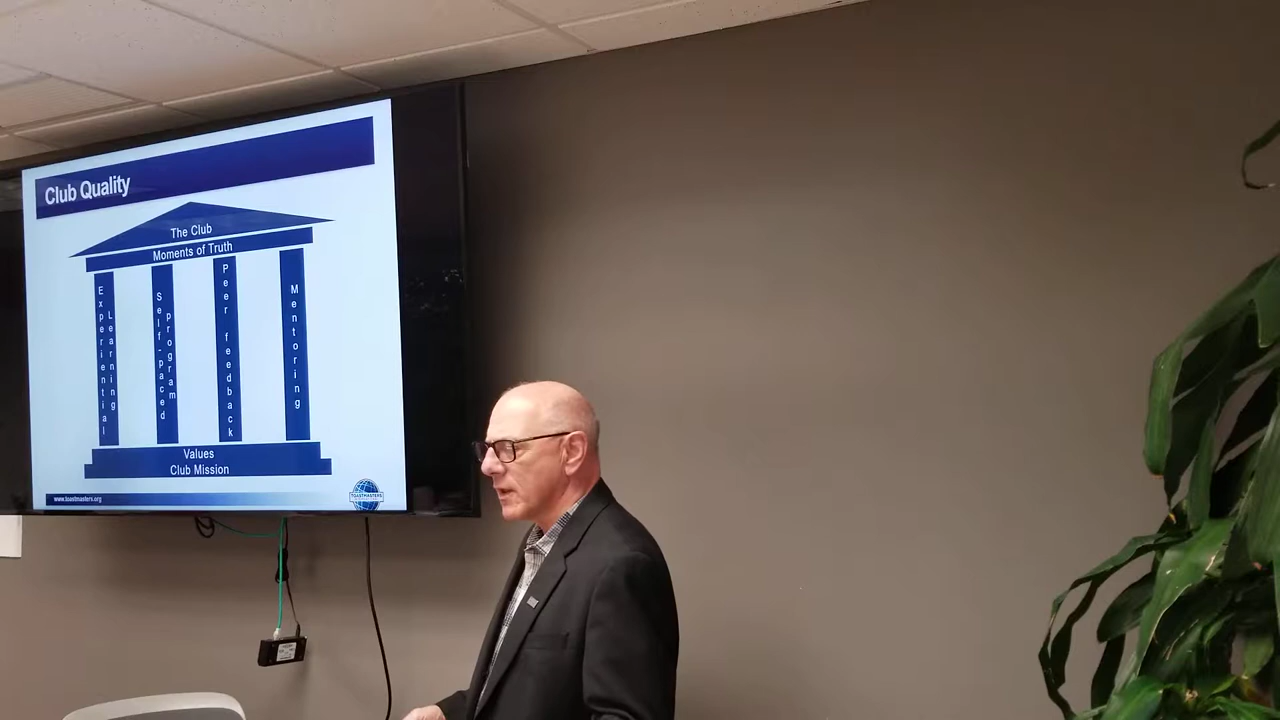 Club Quality
The Club
Moments of Truth
Experiential
Learning
Self-paced
program
Peer feedback
Mentoring
Values
Club Mission
www.toastmasters.org
TOASTMASTERS